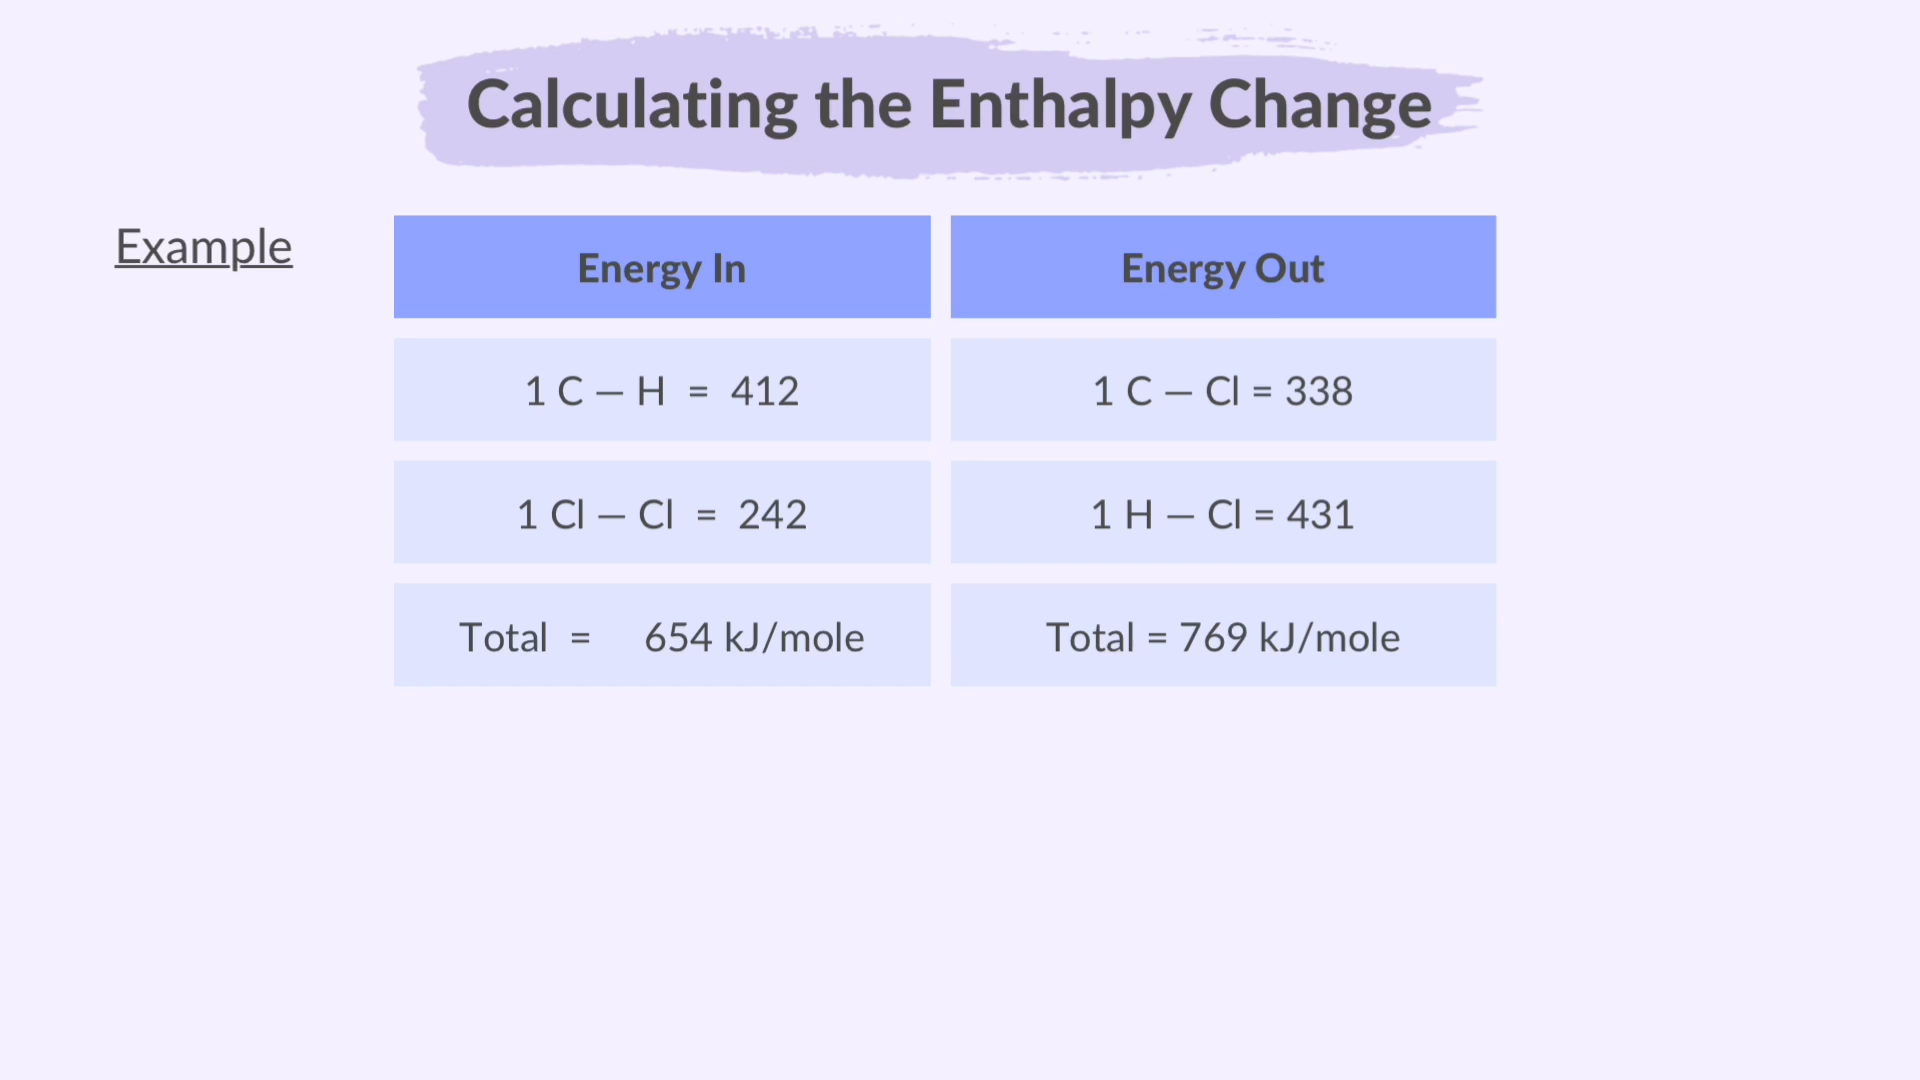 Calculating the Enthalpy Change
Example
Energy In
Energy Out
1 C — H = 412
1 C — Cl = 338
1 Cl — Cl = 242
1 H — Cl = 431
Total = 654 kJ/mole
Total = 769 kJ/mole